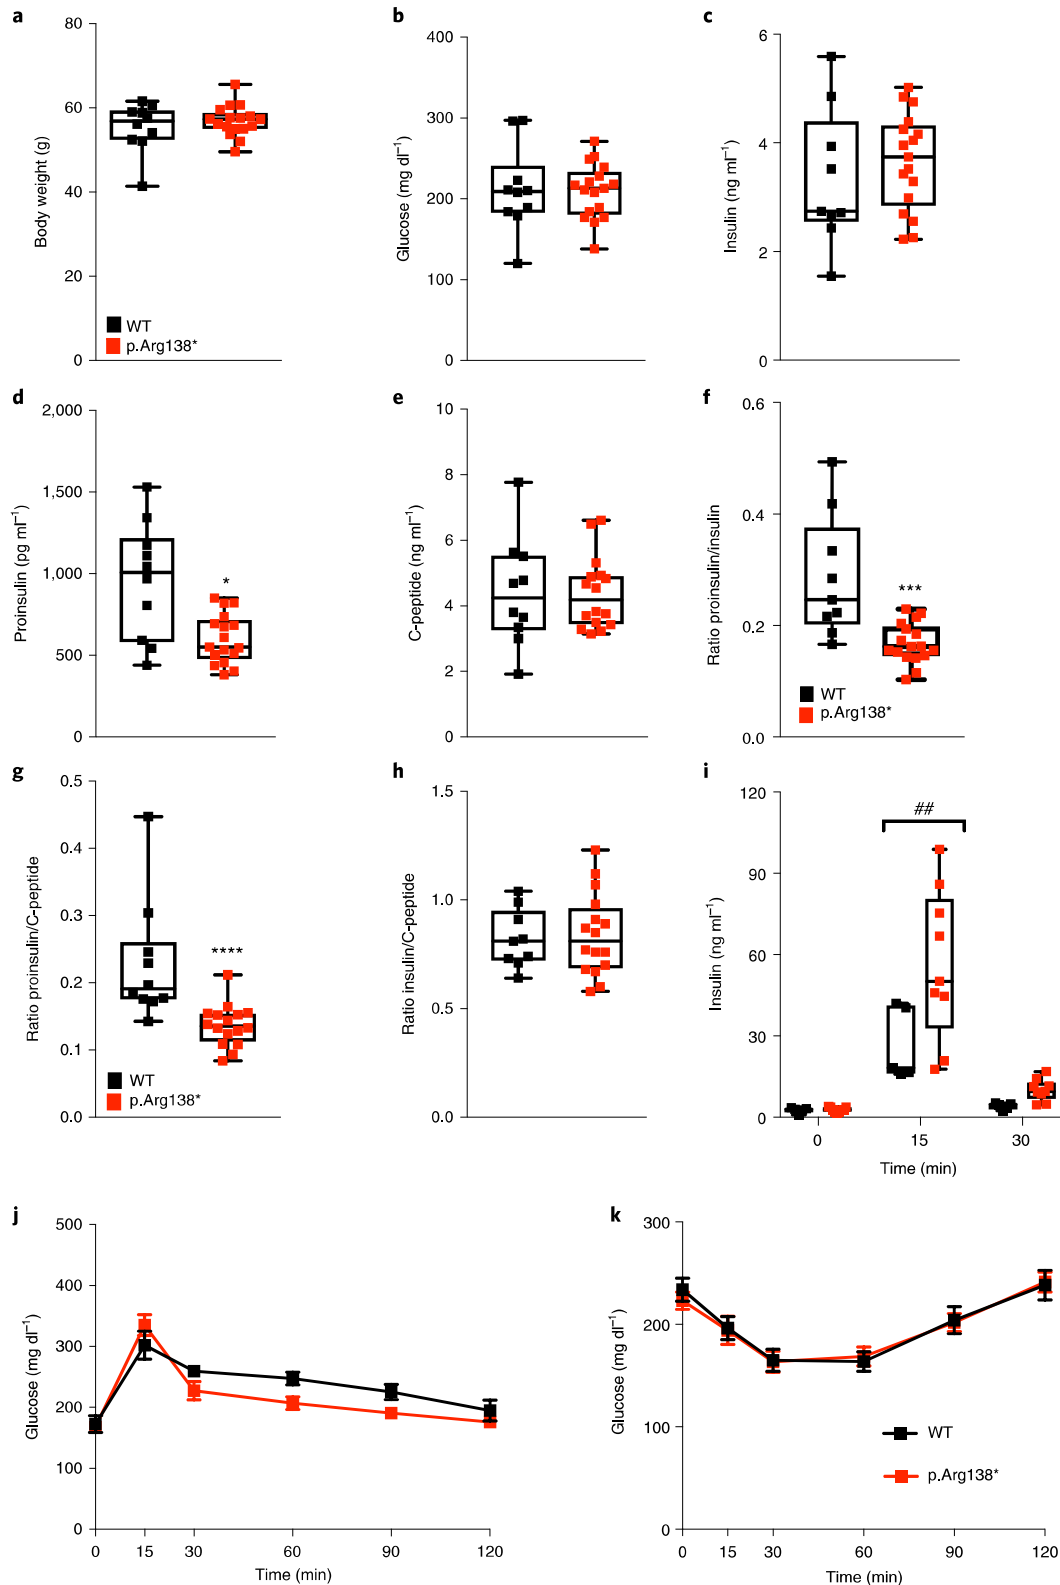 a
80
60
40
20
0
Body weight (g)
WT
p.Arg138*
b
400
300
200
100
0
Glucose (mg dl⁻¹)
c
6
4
2
0
Insulin (ng ml⁻¹)
d
2,000
1,500
1,000
500
0
Proinsulin (pg ml⁻¹)
*
e
10
8
6
4
2
0
C-peptide (ng ml⁻¹)
f
0.6
0.4
0.2
0.0
Ratio proinsulin/insulin
***
WT
p.Arg138*
g
0.5
0.4
0.3
0.2
0.1
0.0
Ratio proinsulin/C-peptide
****
WT
p.Arg138*
h
1.5
1.0
0.5
0.0
Ratio insulin/C-peptide
i
120
90
60
30
0
Insulin (ng ml⁻¹)
##
0 15 30
Time (min)
j
500
400
300
200
100
0
Glucose (mg dl⁻¹)
0 15 30 60 90 120
Time (min)
k
300
200
100
0
Glucose (mg dl⁻¹)
WT
p.Arg138*
0 15 30 60 90 120
Time (min)